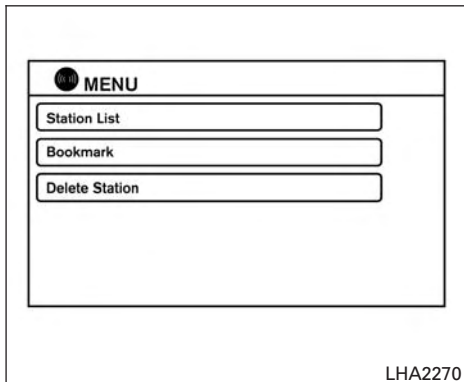 MENU
Station List
Bookmark
Delete Station
LHA2270